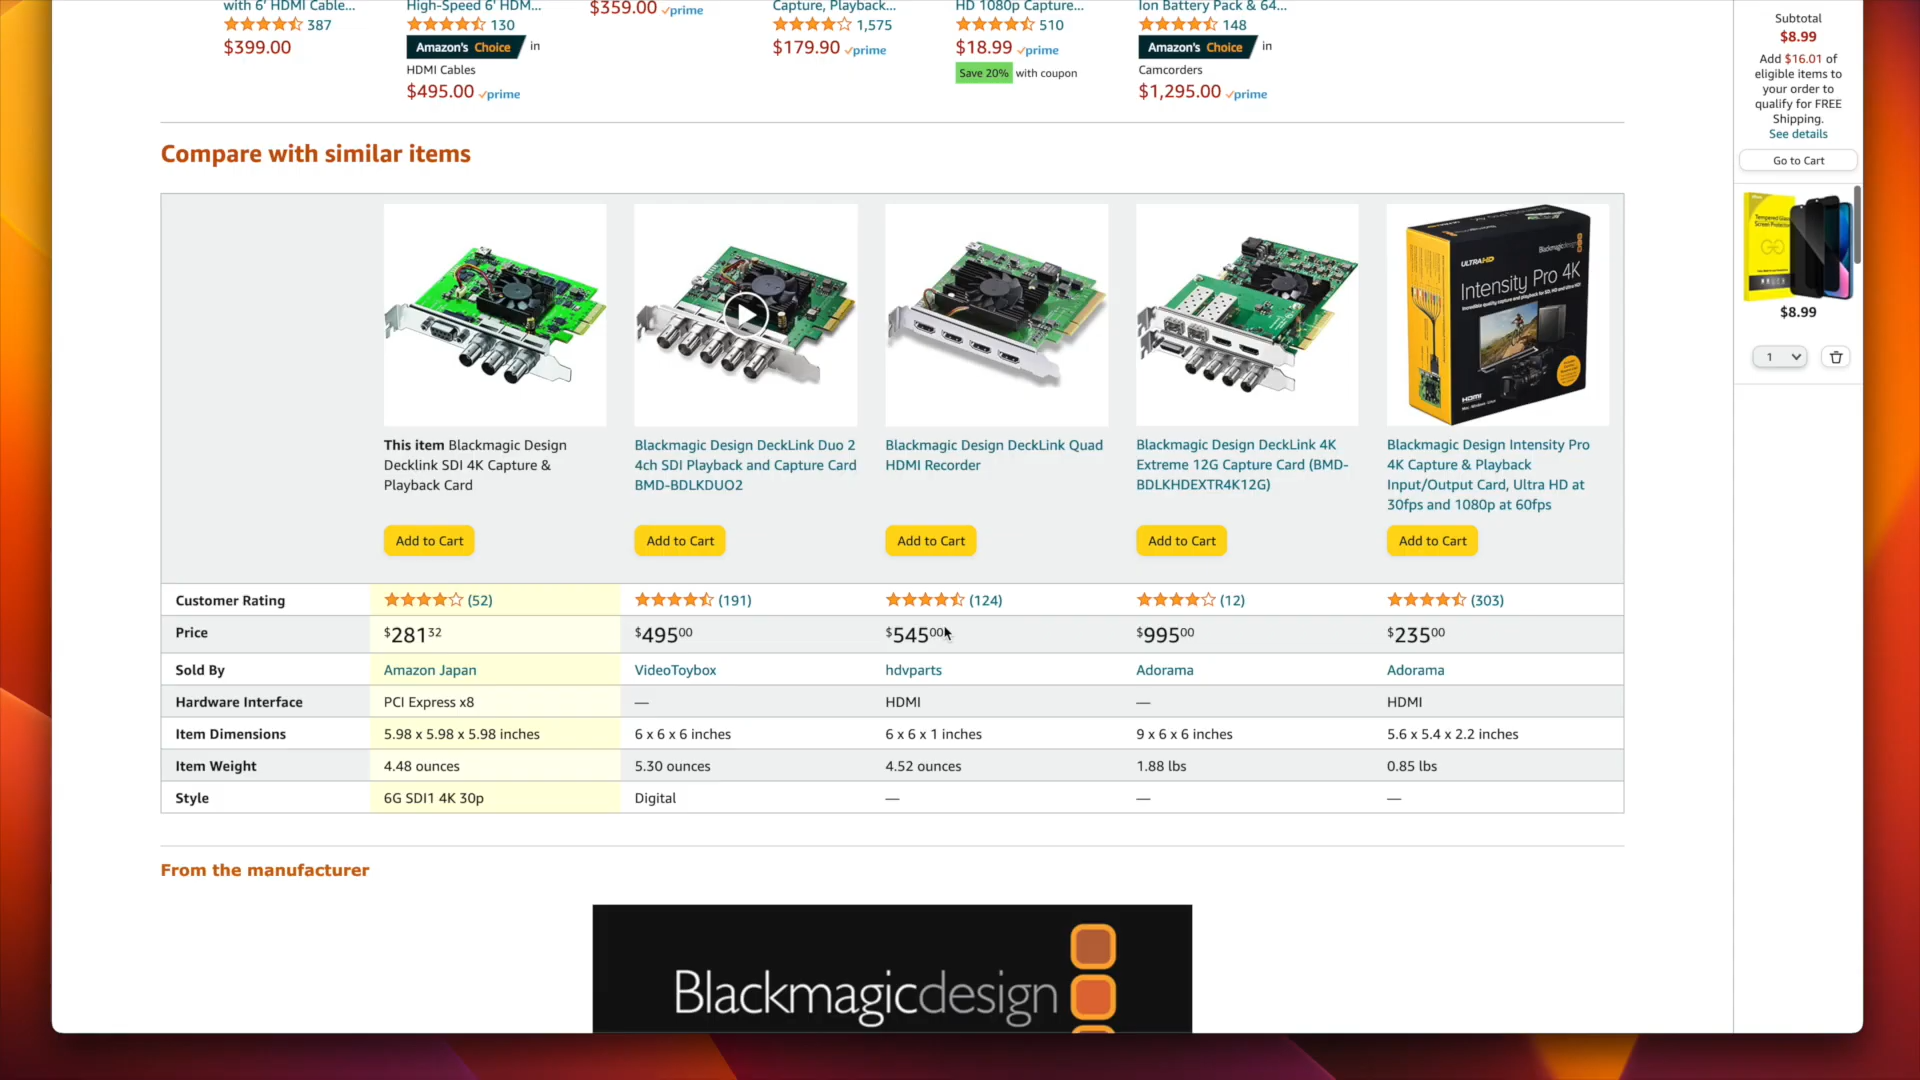 with 6' HDMI Cable...
387
$399.00
High-Speed 6' HDM...
130
Amazon's Choice in
HDMI Cables
$495.00 prime
$359.00 prime
Capture, Playback...
1,575
$179.90 prime
HD 1080p Capture...
510
$18.99 prime
Save 20% with coupon
Ion Battery Pack & 64...
148
Amazon's Choice in
Camcorders
$1,295.00 prime
Subtotal
$8.99
Add $16.01 of
eligible items to
your order to
qualify for FREE
Shipping.
See details
Go to Cart
$8.99
1
Compare with similar items
Blackmagicdesign
ULTRAHD
Intensity Pro 4K
HDMI
This item Blackmagic Design
Decklink SDI 4K Capture &
Playback Card
Blackmagic Design DeckLink Duo 2
4ch SDI Playback and Capture Card
BMD-BDLKDUO2
Blackmagic Design DeckLink Quad
HDMI Recorder
Blackmagic Design DeckLink 4K
Extreme 12G Capture Card (BMD-
BDLKHDEXTR4K12G)
Blackmagic Design Intensity Pro
4K Capture & Playback
Input/Output Card, Ultra HD at
30fps and 1080p at 60fps
Add to Cart Add to Cart Add to Cart Add to Cart Add to Cart
Customer Rating (52) (191) (124) (12) (303)
Price $281 32 $495 00 $545 00 $995 00 $235 00
Sold By Amazon Japan VideoToybox hdvparts Adorama Adorama
Hardware Interface PCI Express x8 — HDMI — HDMI
Item Dimensions 5.98 x 5.98 x 5.98 inches 6 x 6 x 6 inches 6 x 6 x 1 inches 9 x 6 x 6 inches 5.6 x 5.4 x 2.2 inches
Item Weight 4.48 ounces 5.30 ounces 4.52 ounces 1.88 lbs 0.85 lbs
Style 6G SDI1 4K 30p Digital — — —
From the manufacturer
Blackmagicdesign